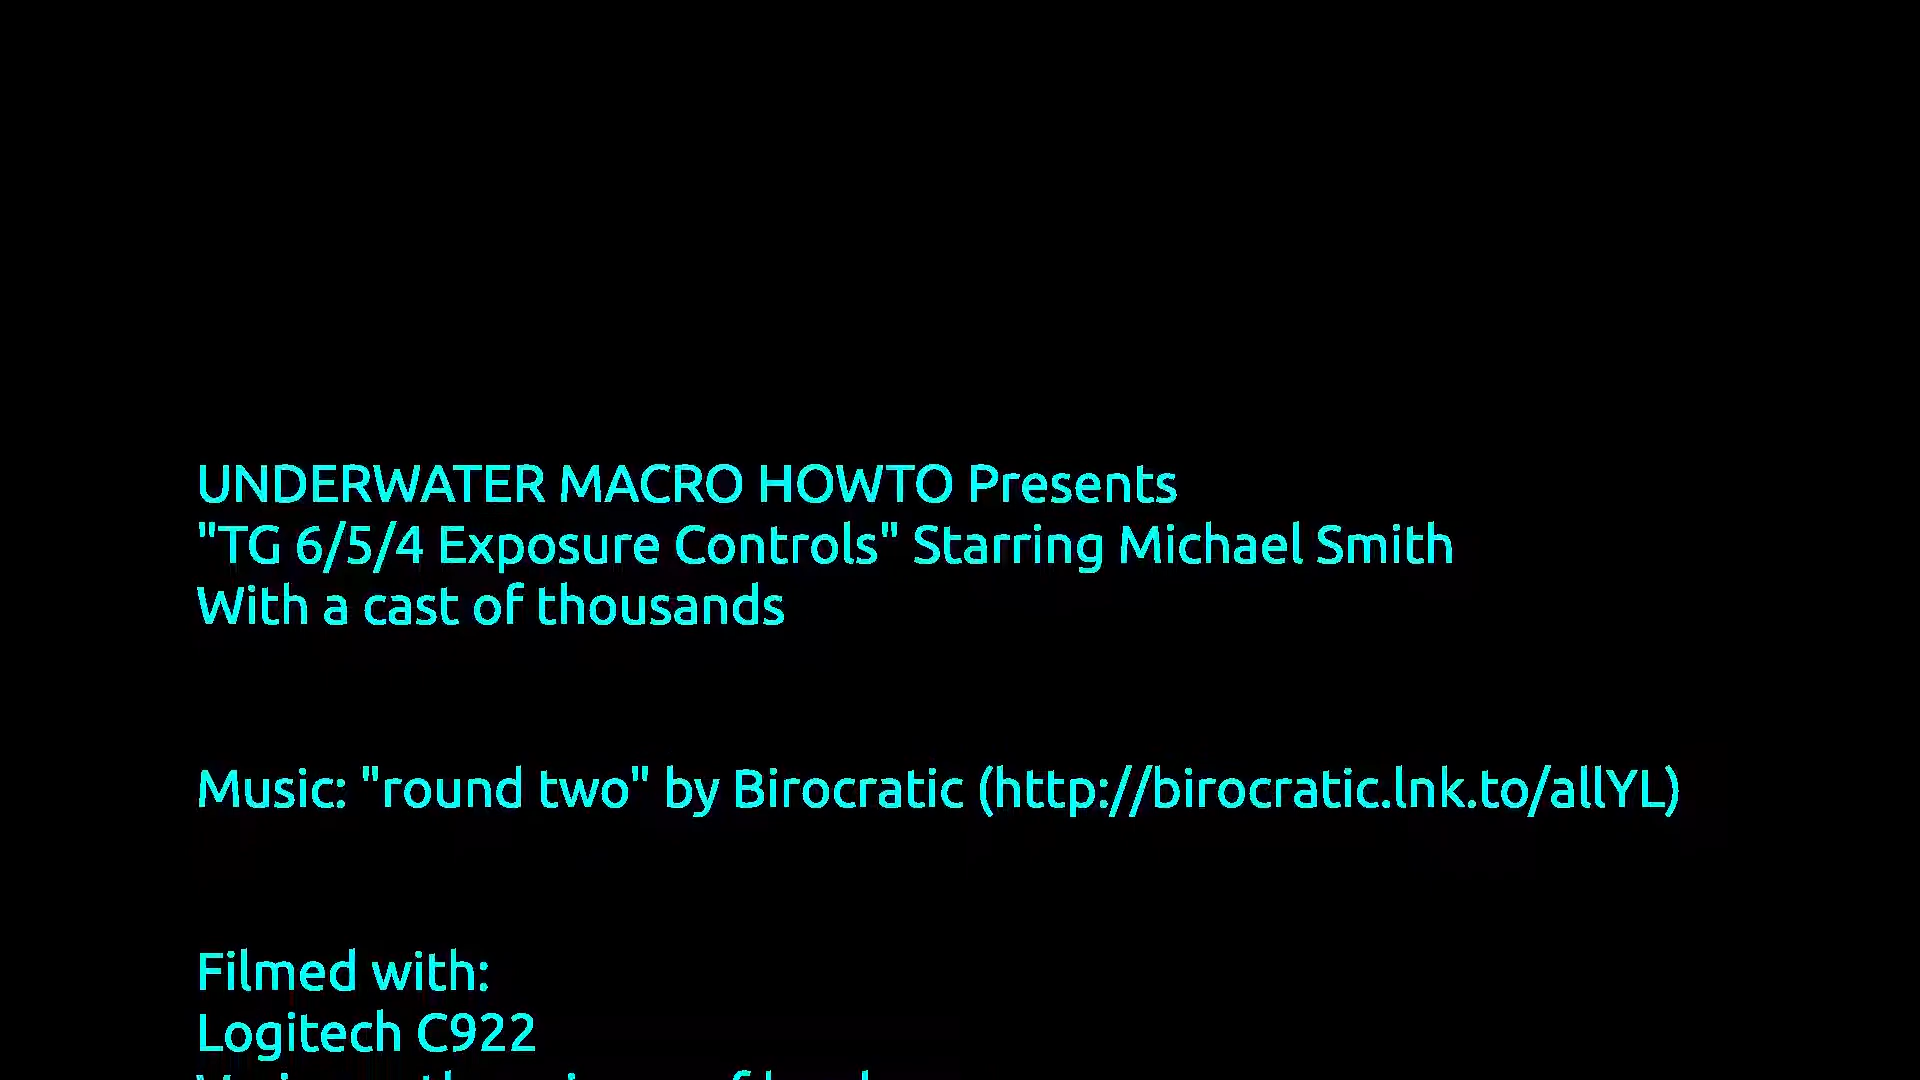 UNDERWATER MACRO HOWTO Presents
"TG 6/5/4 Exposure Controls" Starring Michael Smith
With a cast of thousands
Music: "round two" by Birocratic (http://birocratic.lnk.to/allYL)
Filmed with:
Logitech C922